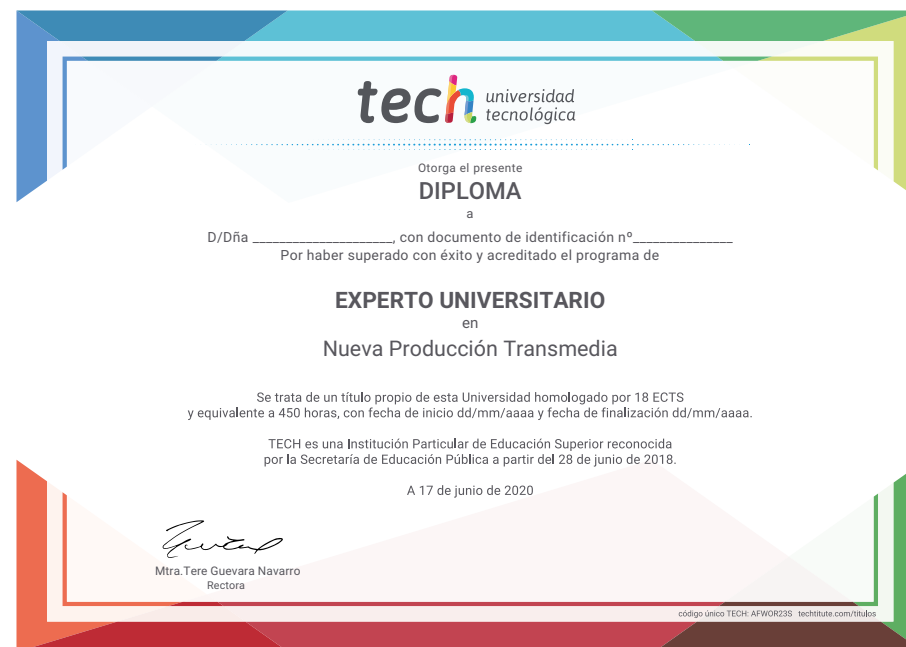 tech universidad
tecnológica
Otorga el presente
DIPLOMA
a
D/Dña ______________________, con documento de identificación nº_______________
Por haber superado con éxito y acreditado el programa de
EXPERTO UNIVERSITARIO
en
Nueva Producción Transmedia
Se trata de un título propio de esta Universidad homologado por 18 ECTS
y equivalente a 450 horas, con fecha de inicio dd/mm/aaaa y fecha de finalización dd/mm/aaaa.
TECH es una Institución Particular de Educación Superior reconocida
por la Secretaría de Educación Pública a partir del 28 de junio de 2018.
A 17 de junio de 2020
Mtra.Tere Guevara Navarro
Rectora
código único TECH: AFWOR23S techtitute.com/titulos